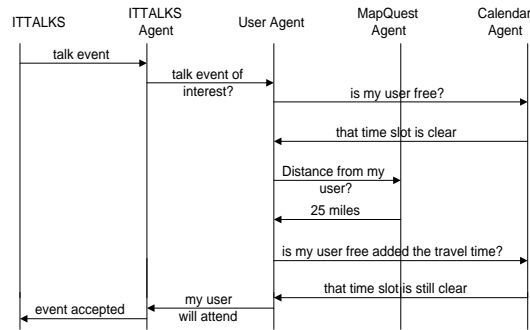 ITTALKS
ITTALKS
Agent
User Agent
MapQuest
Agent
Calendar
Agent
talk event
talk event of
interest?
is my user free?
that time slot is clear
Distance from my
user?
25 miles
is my user free added the travel time?
that time slot is still clear
my user
will attend
event accepted